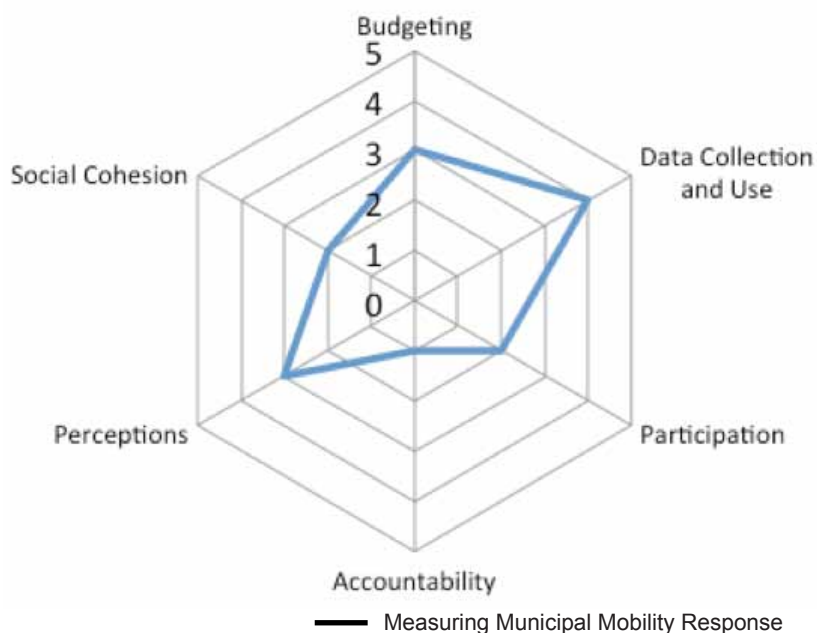 Budgeting
5
4
3
2
1
0
Data Collection
and Use
Social Cohesion
Perceptions
Participation
Accountability
Measuring Municipal Mobility Response